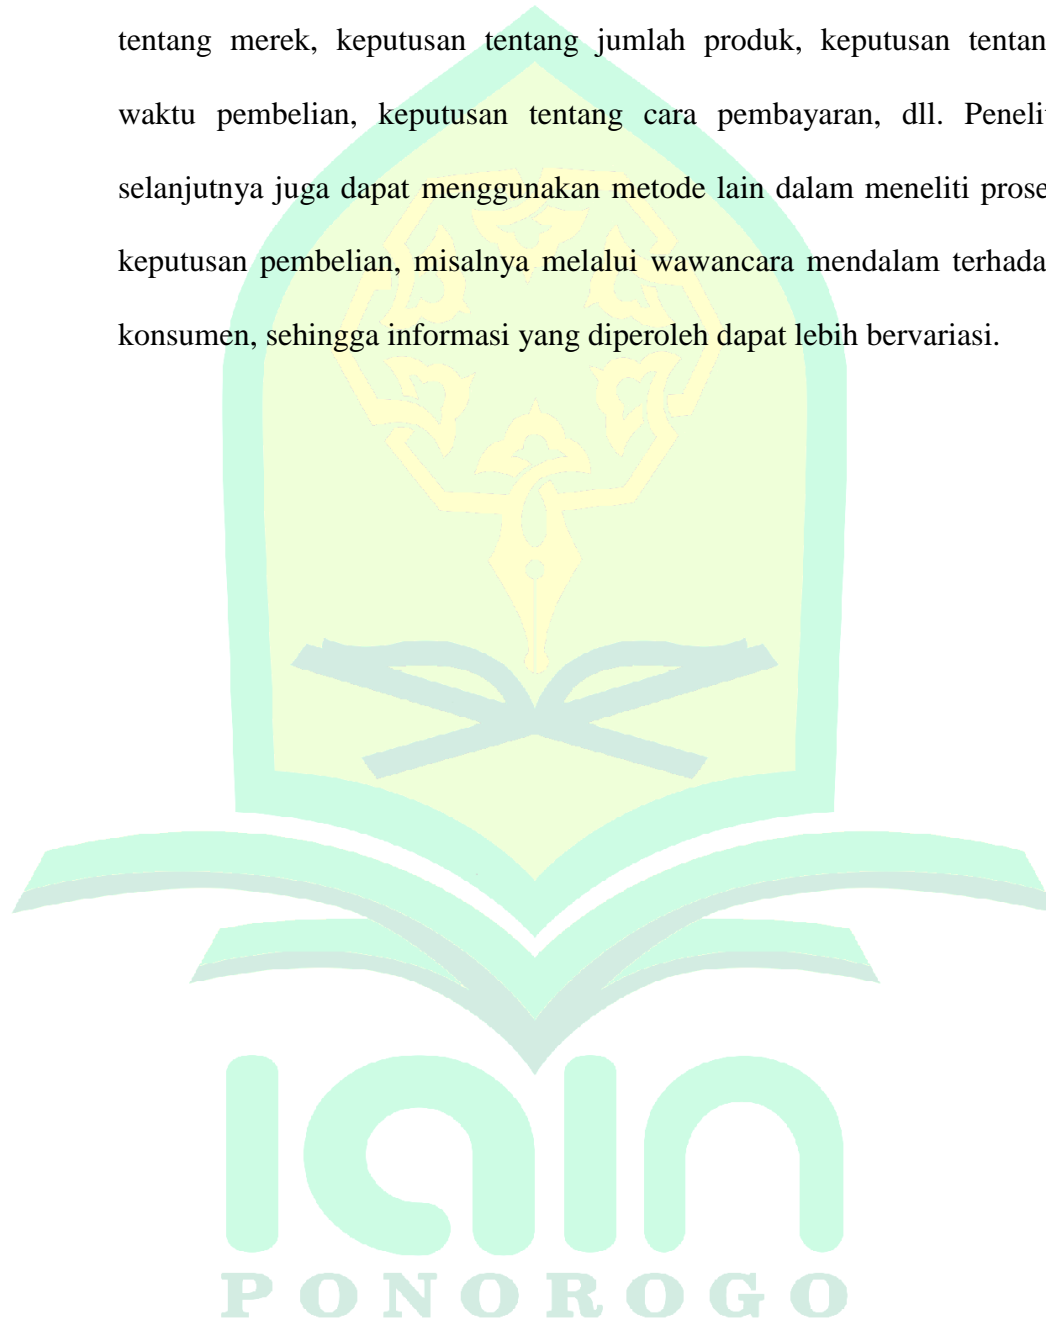 tentang merek, keputusan tentang jumlah produk, keputusan tentan
waktu pembelian, keputusan tentang cara pembayaran, dll. Penelit
selanjutnya juga dapat menggunakan metode lain dalam meneliti prose
keputusan pembelian, misalnya melalui wawancara mendalam terhada
konsumen, sehingga informasi yang diperoleh dapat lebih bervariasi.
iain
PONOROGO